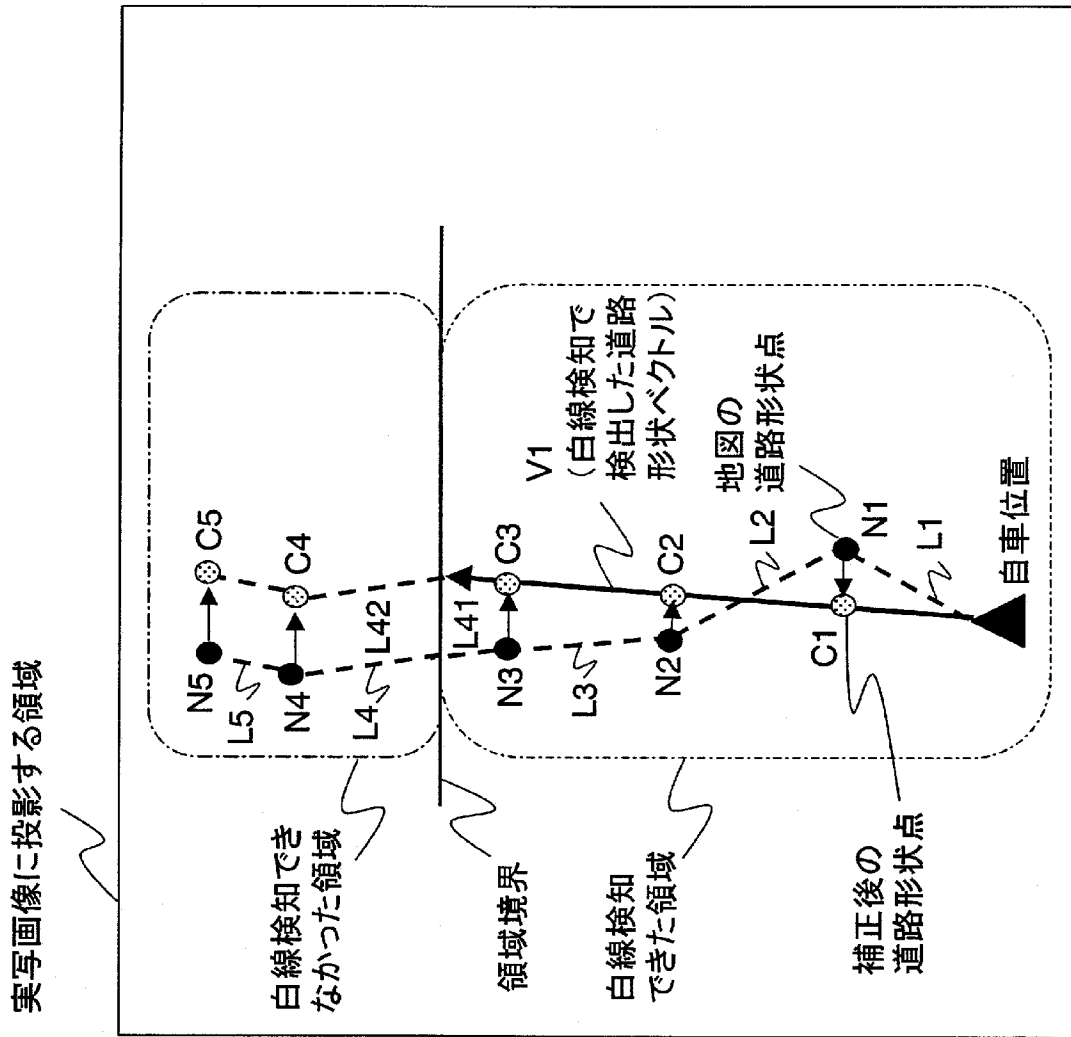 実写画像に投影する領域
白線検知でき
なかった領域
領域境界
白線検知
できた領域
補正後の
道路形状点
N5
C5
L5
N4
C4
L4
L42
L41
N3
C3
L3
N2
C2
V1
(白線検知で
検出した道路
形状ベクトル)
L2
地図の
道路形状点
N1
C1
L1
自車位置